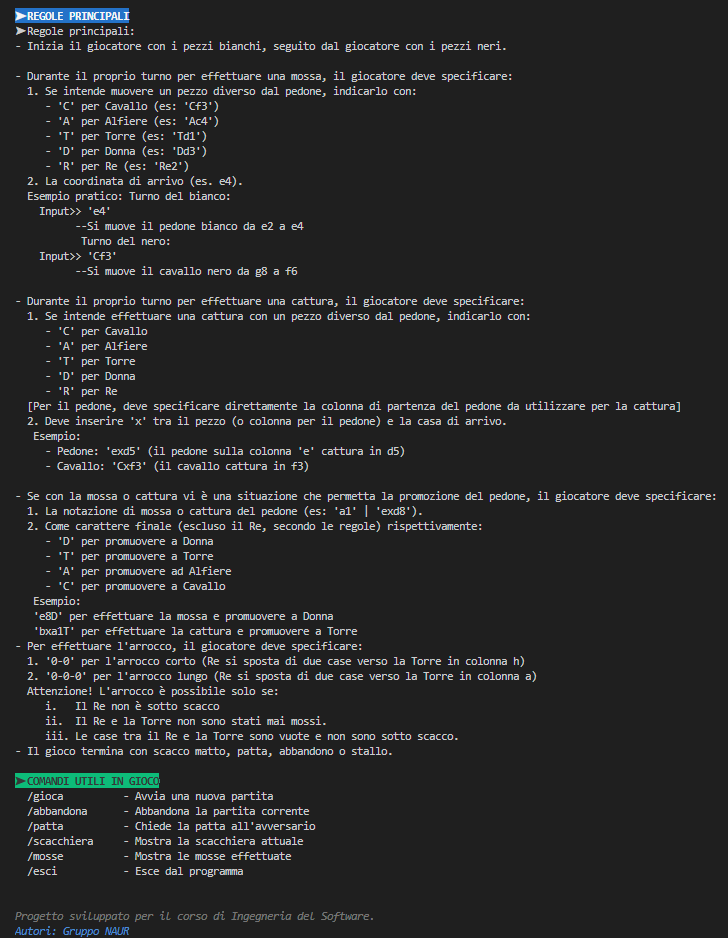 ➤REGOLE PRINCIPALI
➤Regole principali:
- Inizia il giocatore con i pezzi bianchi, seguito dal giocatore con i pezzi neri.

- Durante il proprio turno per effettuare una mossa, il giocatore deve specificare:
  1. Se intende muovere un pezzo diverso dal pedone, indicarlo con:
     - 'C' per Cavallo (es: 'Cf3')
     - 'A' per Alfiere (es: 'Ac4')
     - 'T' per Torre (es: 'Td1')
     - 'D' per Donna (es: 'Dd3')
     - 'R' per Re (es: 'Re2')
  2. La coordinata di arrivo (es. e4).
  Esempio pratico: Turno del bianco:
    Input>> 'e4'
          --Si muove il pedone bianco da e2 a e4
           Turno del nero:
    Input>> 'Cf3'
          --Si muove il cavallo nero da g8 a f6

- Durante il proprio turno per effettuare una cattura, il giocatore deve specificare:
  1. Se intende effettuare una cattura con un pezzo diverso dal pedone, indicarlo con:
     - 'C' per Cavallo
     - 'A' per Alfiere
     - 'T' per Torre
     - 'D' per Donna
     - 'R' per Re
  [Per il pedone, deve specificare direttamente la colonna di partenza del pedone da utilizzare per la cattura]
  2. Deve inserire 'x' tra il pezzo (o colonna per il pedone) e la casa di arrivo.
   Esempio:
     - Pedone: 'exd5' (il pedone sulla colonna 'e' cattura in d5)
     - Cavallo: 'Cxf3' (il cavallo cattura in f3)

- Se con la mossa o cattura vi è una situazione che permetta la promozione del pedone, il giocatore deve specificare:
  1. La notazione di mossa o cattura del pedone (es: 'a1' | 'exd8').
  2. Come carattere finale (escluso il Re, secondo le regole) rispettivamente:
     - 'D' per promuovere a Donna
     - 'T' per promuovere a Torre
     - 'A' per promuovere ad Alfiere
     - 'C' per promuovere a Cavallo
   Esempio:
   'e8D' per effettuare la mossa e promuovere a Donna
   'bxa1T' per effettuare la cattura e promuovere a Torre
- Per effettuare l'arrocco, il giocatore deve specificare:
  1. '0-0' per l'arrocco corto (Re si sposta di due case verso la Torre in colonna h)
  2. '0-0-0' per l'arrocco lungo (Re si sposta di due case verso la Torre in colonna a)
  Attenzione! L'arrocco è possibile solo se:
     i.   Il Re non è sotto scacco
     ii.  Il Re e la Torre non sono stati mai mossi.
     iii. Le case tra il Re e la Torre sono vuote e non sono sotto scacco.
- Il gioco termina con scacco matto, patta, abbandono o stallo.

➤COMANDI UTILI IN GIOCO
  /gioca          - Avvia una nuova partita
  /abbandona      - Abbandona la partita corrente
  /patta          - Chiede la patta all'avversario
  /scacchiera     - Mostra la scacchiera attuale
  /mosse          - Mostra le mosse effettuate
  /esci           - Esce dal programma

Progetto sviluppato per il corso di Ingegneria del Software.
Autori: Gruppo NAUR